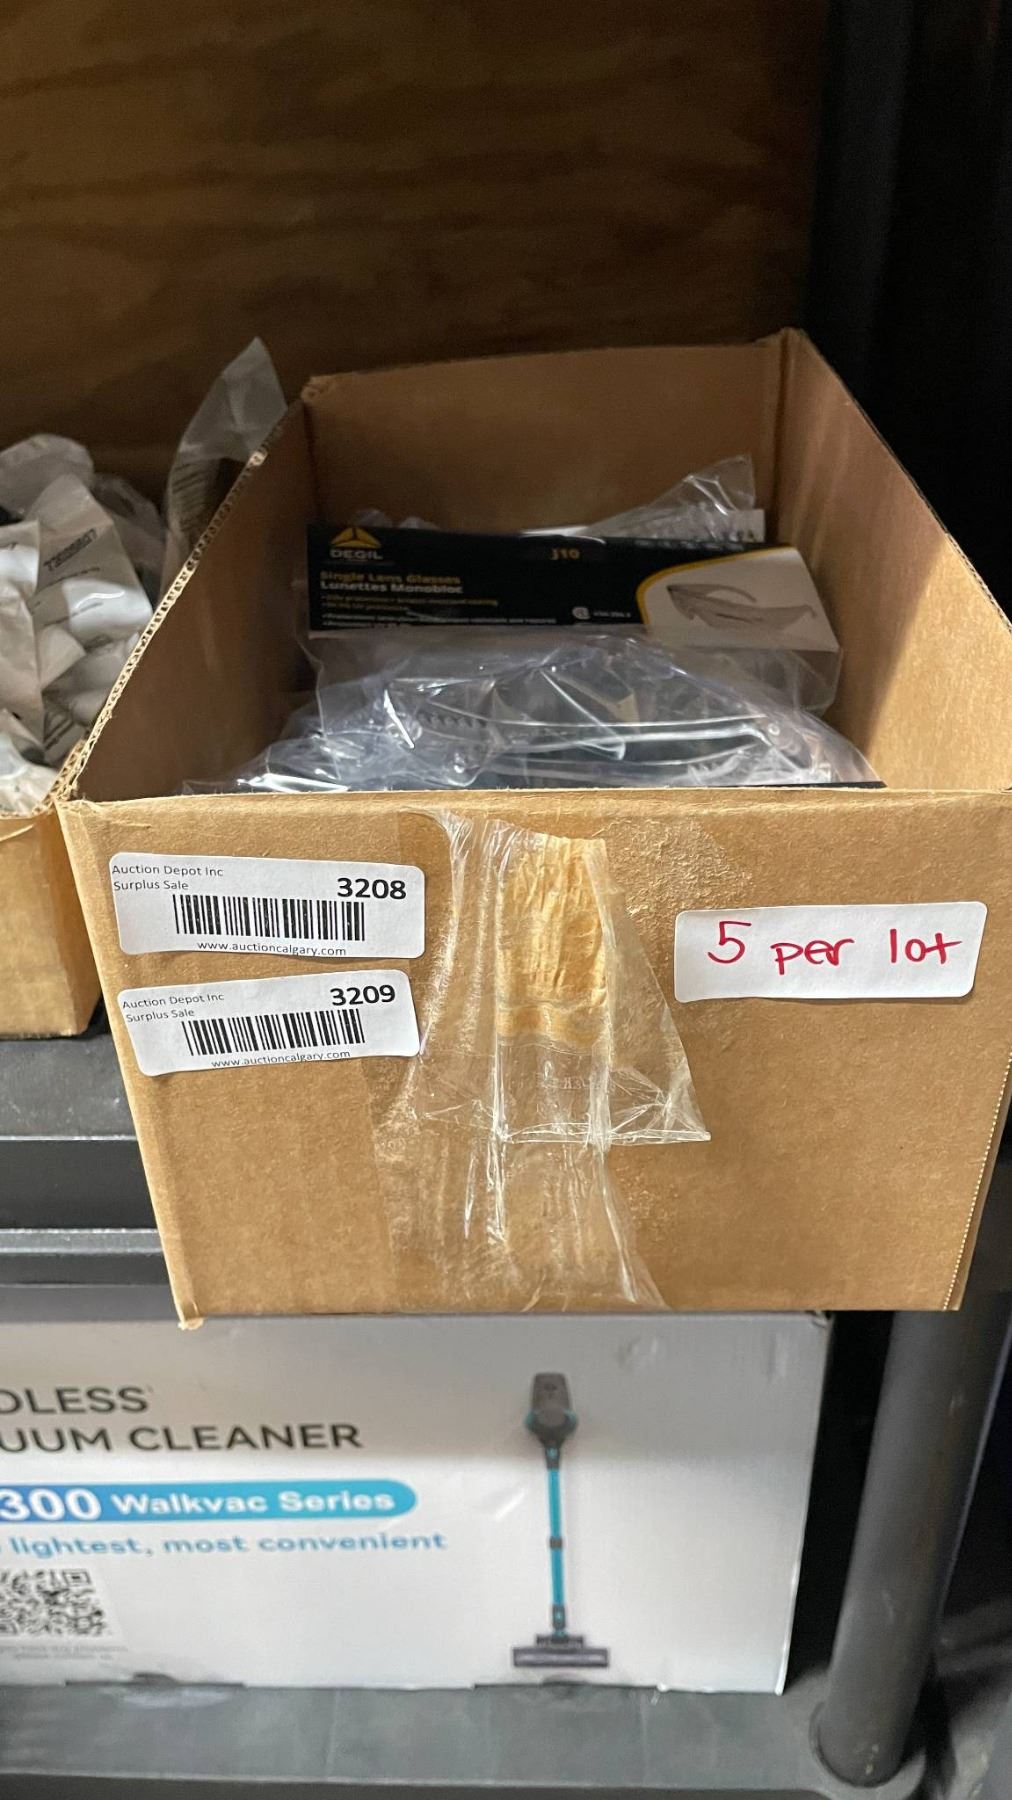 DEGIL
J10
Single Lens Glasses
Lunettes Monobloc
Auction Depot Inc
Surplus Sale
3208
www.auctioncalgary.com
5 per lot
Auction Depot Inc
Surplus Sale
3209
www.auctioncalgary.com
DLESS
UUM CLEANER
300 Walkvac Series
lightest, most convenient